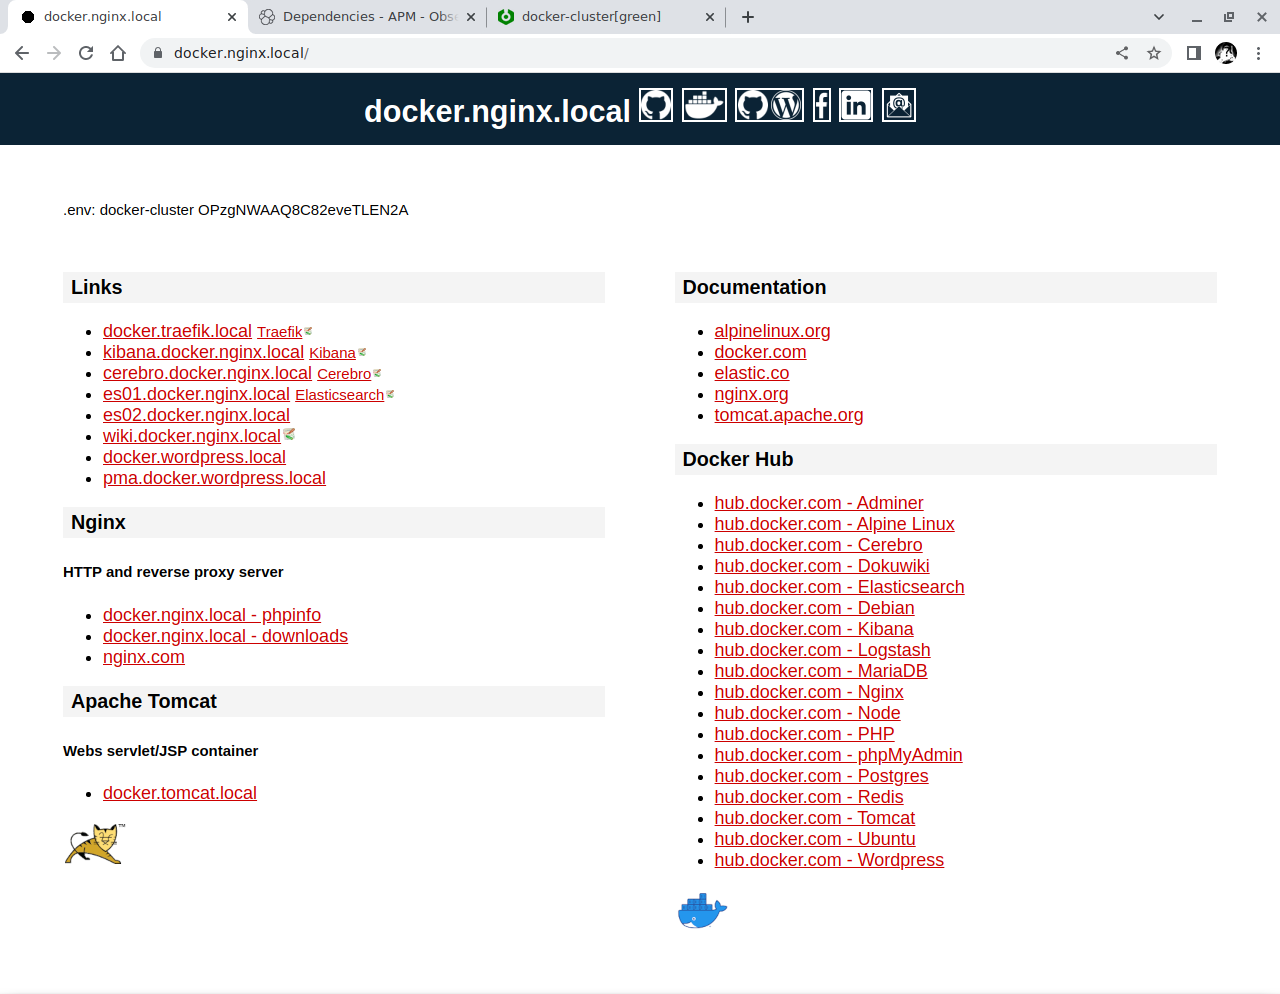 docker.nginx.local
Dependencies - APM - Obse
docker-cluster[green]
docker.nginx.local/
docker.nginx.local
.env: docker-cluster OPzgNWAAQ8C82eveTLEN2A
Links
docker.traefik.local Traefik
kibana.docker.nginx.local Kibana
cerebro.docker.nginx.local Cerebro
es01.docker.nginx.local Elasticsearch
es02.docker.nginx.local
wiki.docker.nginx.local
docker.wordpress.local
pma.docker.wordpress.local
Nginx
HTTP and reverse proxy server
docker.nginx.local - phpinfo
docker.nginx.local - downloads
nginx.com
Apache Tomcat
Webs servlet/JSP container
docker.tomcat.local
TM
Documentation
alpinelinux.org
docker.com
elastic.co
nginx.org
tomcat.apache.org
Docker Hub
hub.docker.com - Adminer
hub.docker.com - Alpine Linux
hub.docker.com - Cerebro
hub.docker.com - Dokuwiki
hub.docker.com - Elasticsearch
hub.docker.com - Debian
hub.docker.com - Kibana
hub.docker.com - Logstash
hub.docker.com - MariaDB
hub.docker.com - Nginx
hub.docker.com - Node
hub.docker.com - PHP
hub.docker.com - phpMyAdmin
hub.docker.com - Postgres
hub.docker.com - Redis
hub.docker.com - Tomcat
hub.docker.com - Ubuntu
hub.docker.com - Wordpress